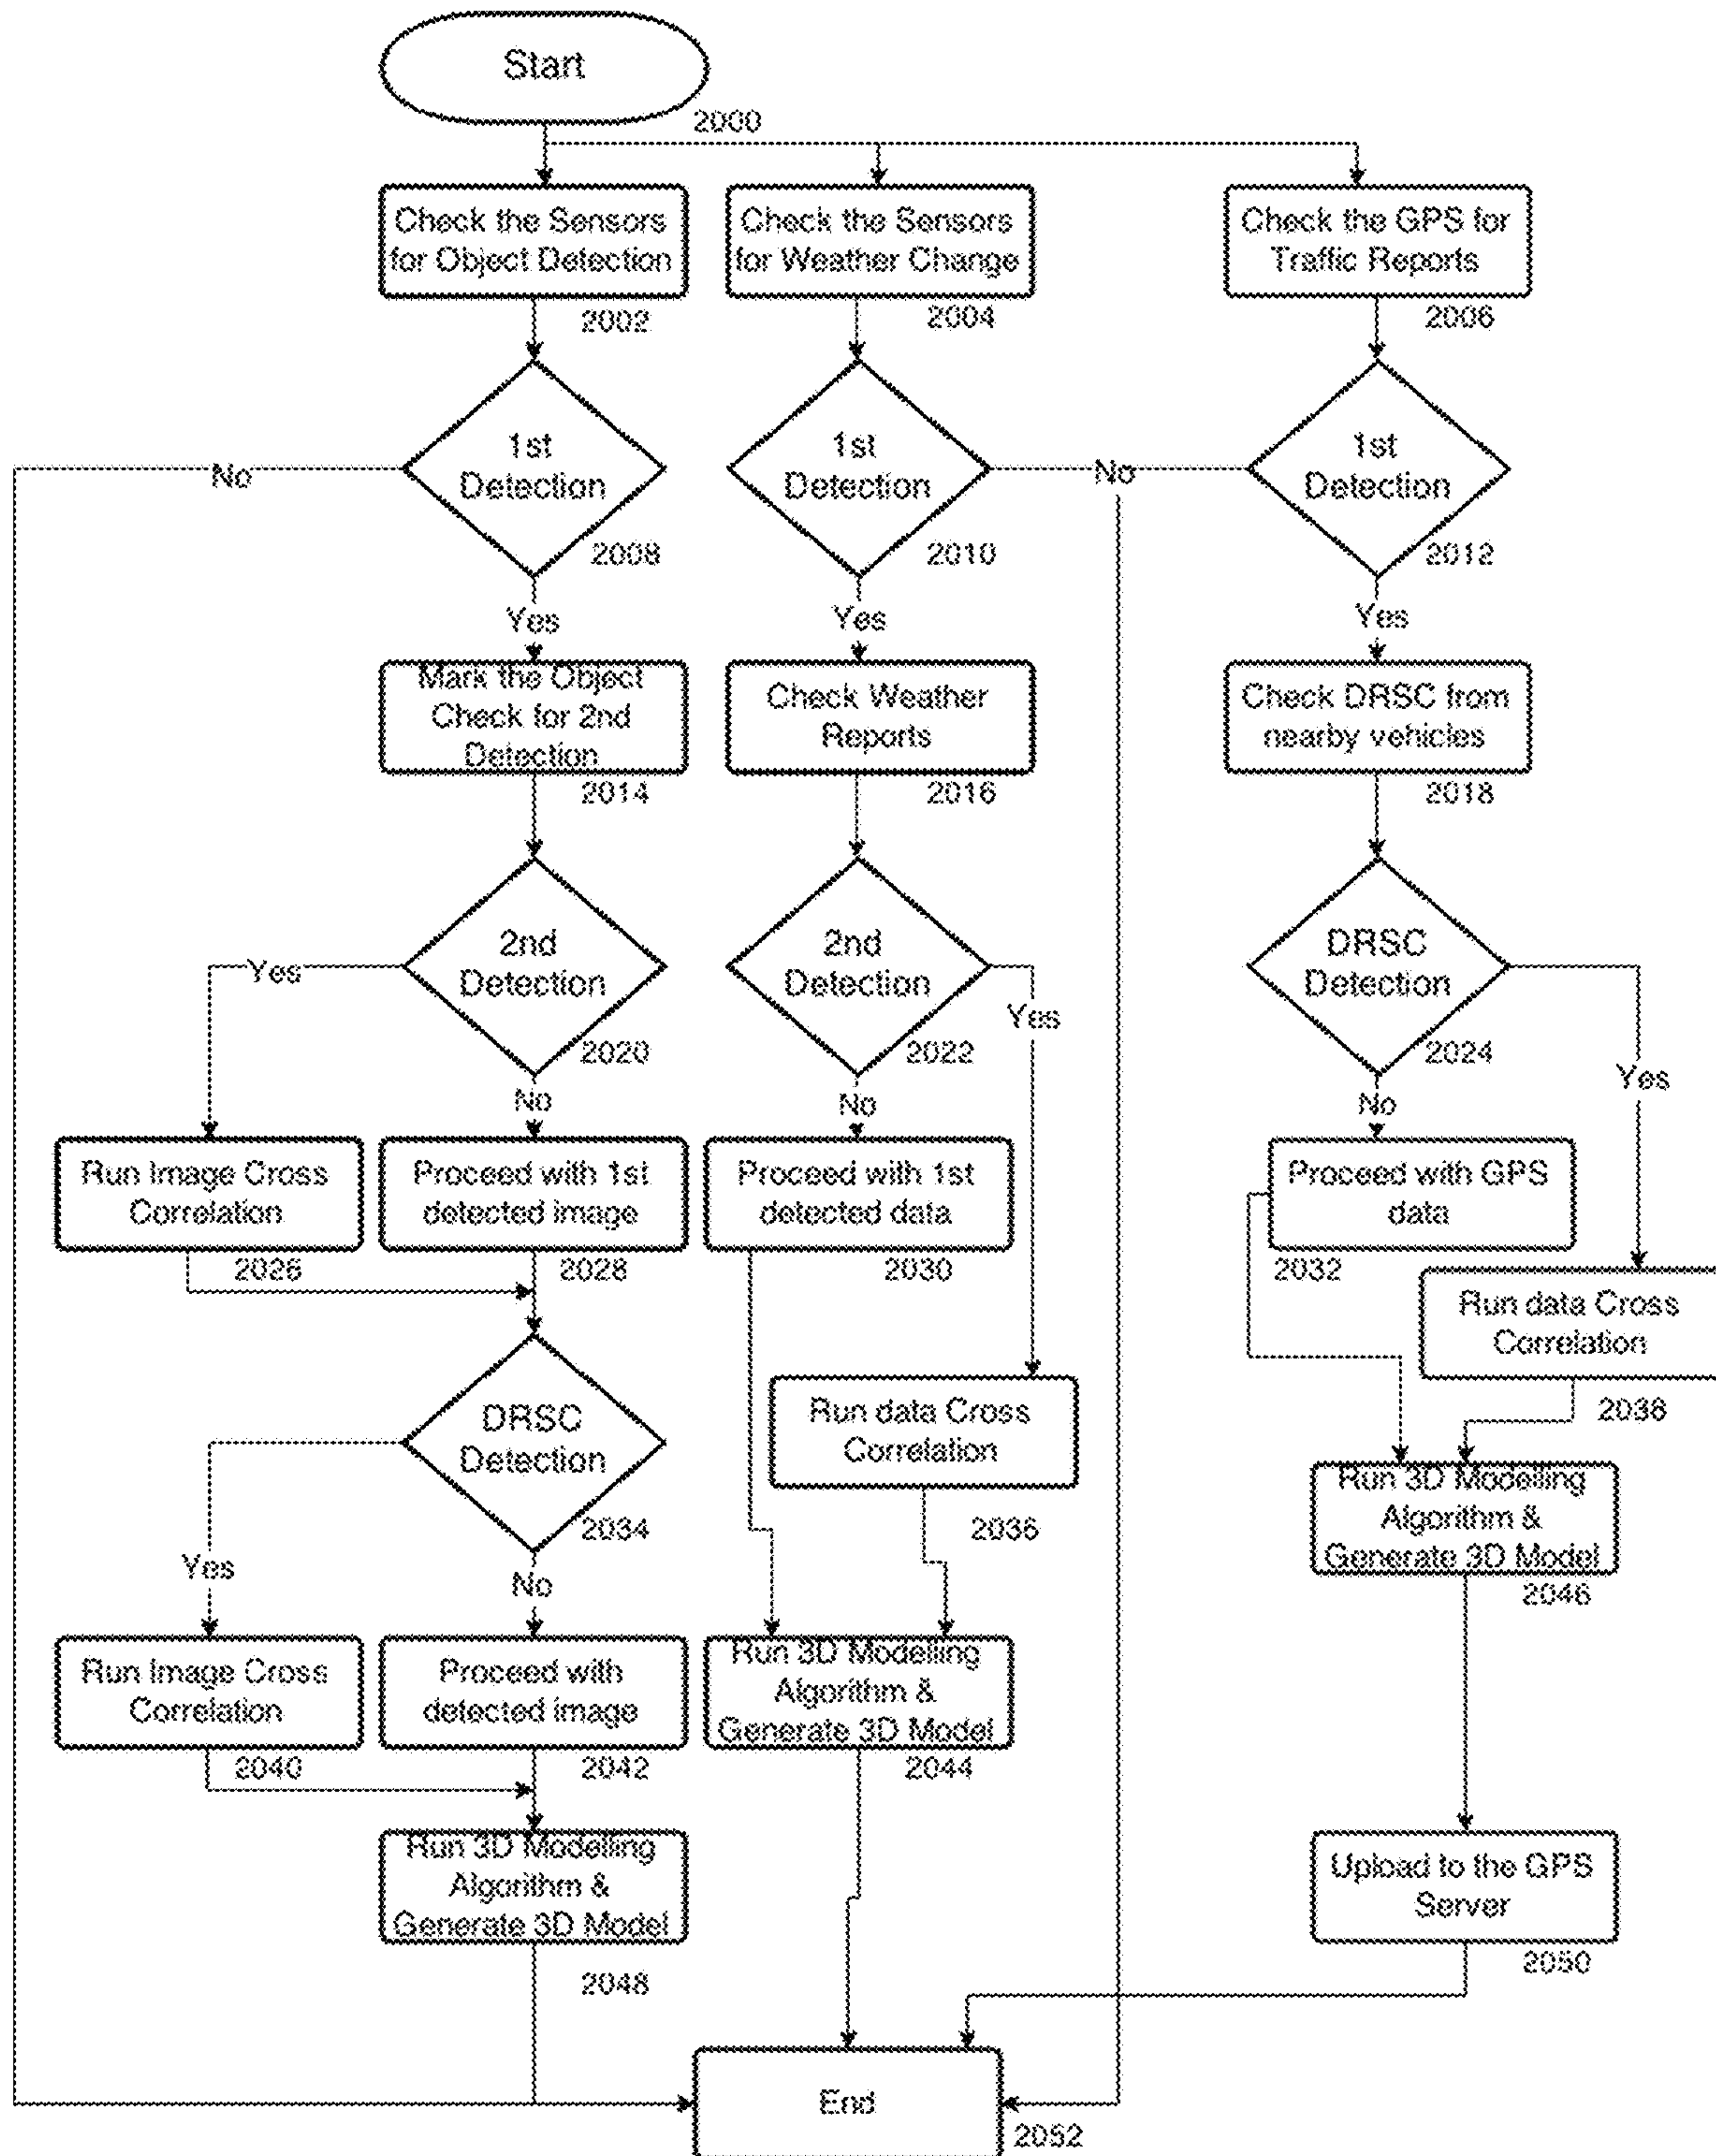 Start
2000
Check the Sensors
for Object Detection
2002
Check the Sensors
for Weather Change
2004
Check the GPS for
Traffic Reports
2006
1st
Detection
2008
No
1st
Detection
2010
No
1st
Detection
2012
Yes
Yes
Yes
Mark the Object
Check for 2nd
Detection
2014
Check Weather
Reports
2016
Check DRSC from
nearby vehicles
2018
2nd
Detection
2020
Yes
No
2nd
Detection
2022
Yes
No
DRSC
Detection
2024
Yes
No
Run Image Cross
Correlation
2026
Proceed with 1st
detected image
2028
Proceed with 1st
detected data
2030
Proceed with GPS
data
2032
Run data Cross
Correlation
2038
DRSC
Detection
2034
Yes
No
Run data Cross
Correlation
2036
Run 3D Modelling
Algorithm &
Generate 3D Model
2046
Run Image Cross
Correlation
2040
Proceed with
detected image
2042
Run 3D Modelling
Algorithm &
Generate 3D Model
2044
Run 3D Modelling
Algorithm &
Generate 3D Model
2048
Upload to the GPS
Server
2050
End
2052